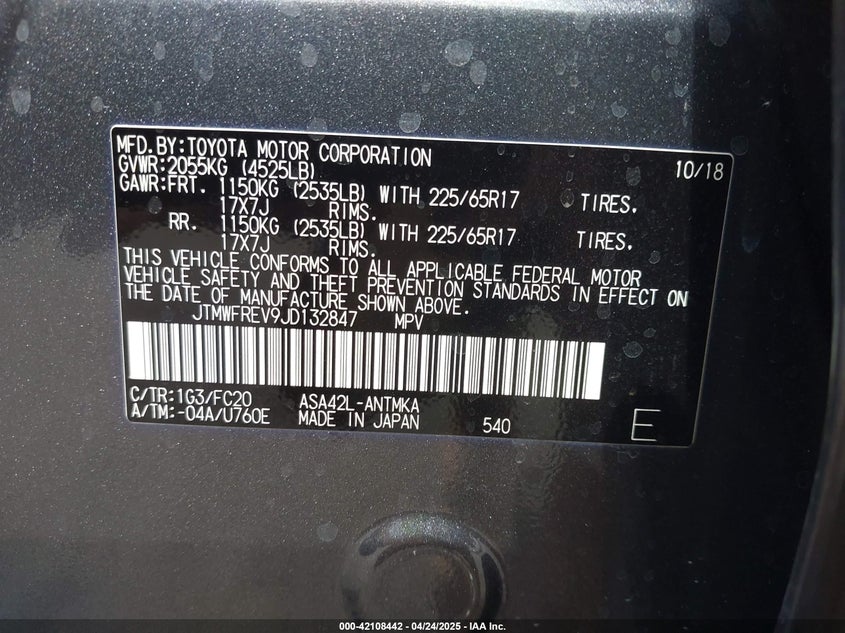 MFD.BY:TOYOTA MOTOR CORPORATION 10/18
GVWR:2055KG (4525LB)
GAWR:FRT. 1150KG (2535LB) WITH 225/65R17 TIRES,
17X7J RIMS.
RR. 1150KG (2535LB) WITH 225/65R17 TIRES,
17X7J RIMS.
THIS VEHICLE CONFORMS TO ALL APPLICABLE FEDERAL MOTOR
VEHICLE SAFETY AND THEFT PREVENTION STANDARDS IN EFFECT ON
THE DATE OF MANUFACTURE SHOWN ABOVE.
JTMWFREV9JD132847 MPV
C/TR:1G3/FC20 ASA42L-ANTMKA
A/TM:-04A/U760E MADE IN JAPAN 540 E
000-42108442 - 04/24/2025 - IAA Inc.